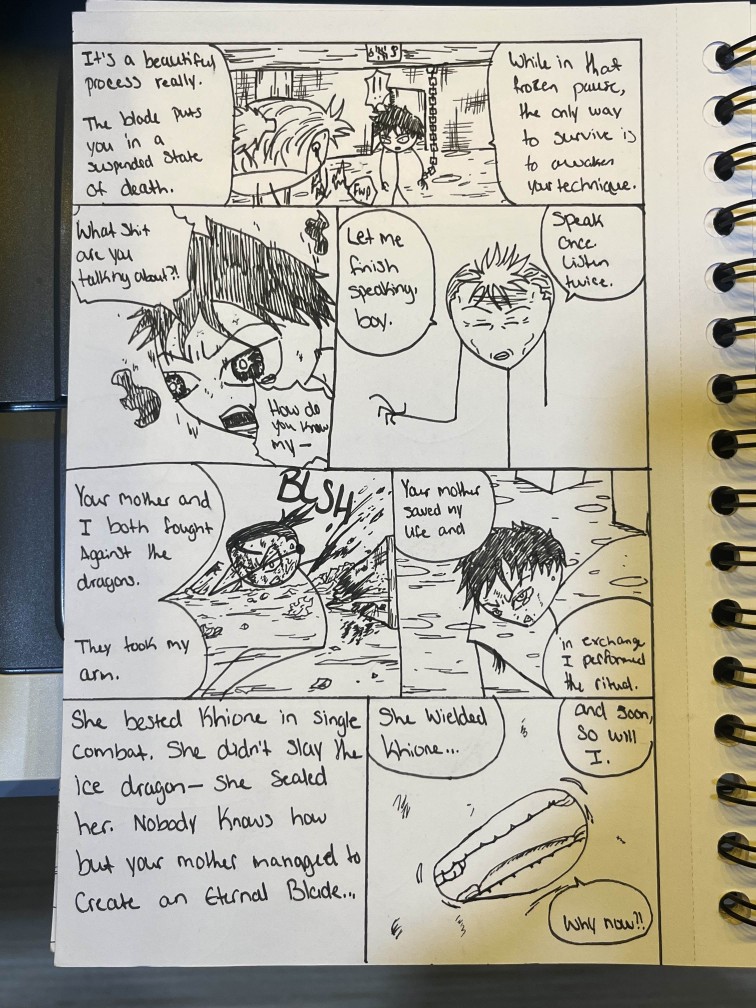 It's a beautiful
process really.
The blade puts
you in a
suspended state
of death.
While in that
frozen pause,
the only way
to survive is
to awaken
your technique.
FWP
What shit
are you
talking about?!
How do
you know
my—
Let me
finish
speaking,
boy.
Speak
once
listen
twice.
Your mother and
I both fought
Against the
dragons.
They took my
arm.
BLSH
Your mother
saved my
life and
in exchange
I performed
the ritual.
She bested Khione in single
combat. She didn't slay the
ice dragon— she sealed
her. Nobody knows how
but your mother managed to
create an Eternal Blade...
She wielded
Khione...
and soon,
so will
I.
Why now?!